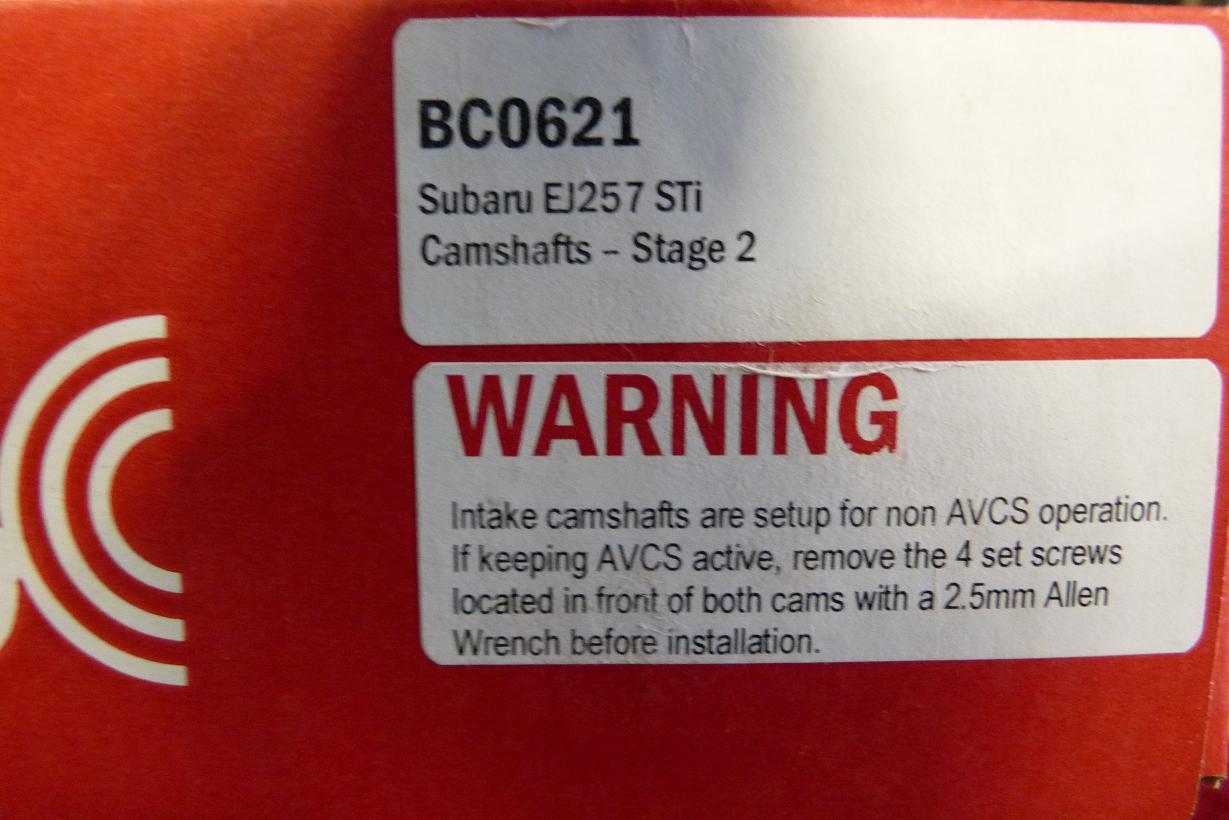 BC0621
Subaru EJ257 STi
Camshafts – Stage 2
WARNING
Intake camshafts are setup for non AVCS operation.
If keeping AVCS active, remove the 4 set screws
located in front of both cams with a 2.5mm Allen
Wrench before installation.